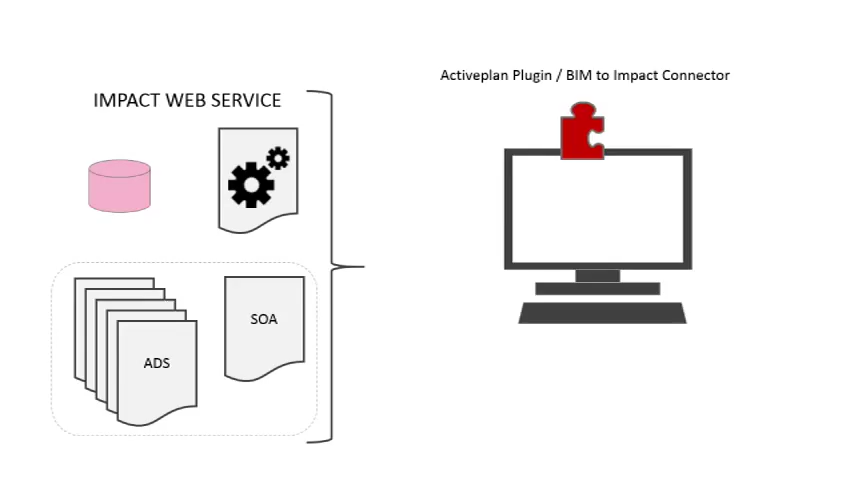 Activeplan Plugin / BIM to Impact Connector
IMPACT WEB SERVICE
SOA
ADS